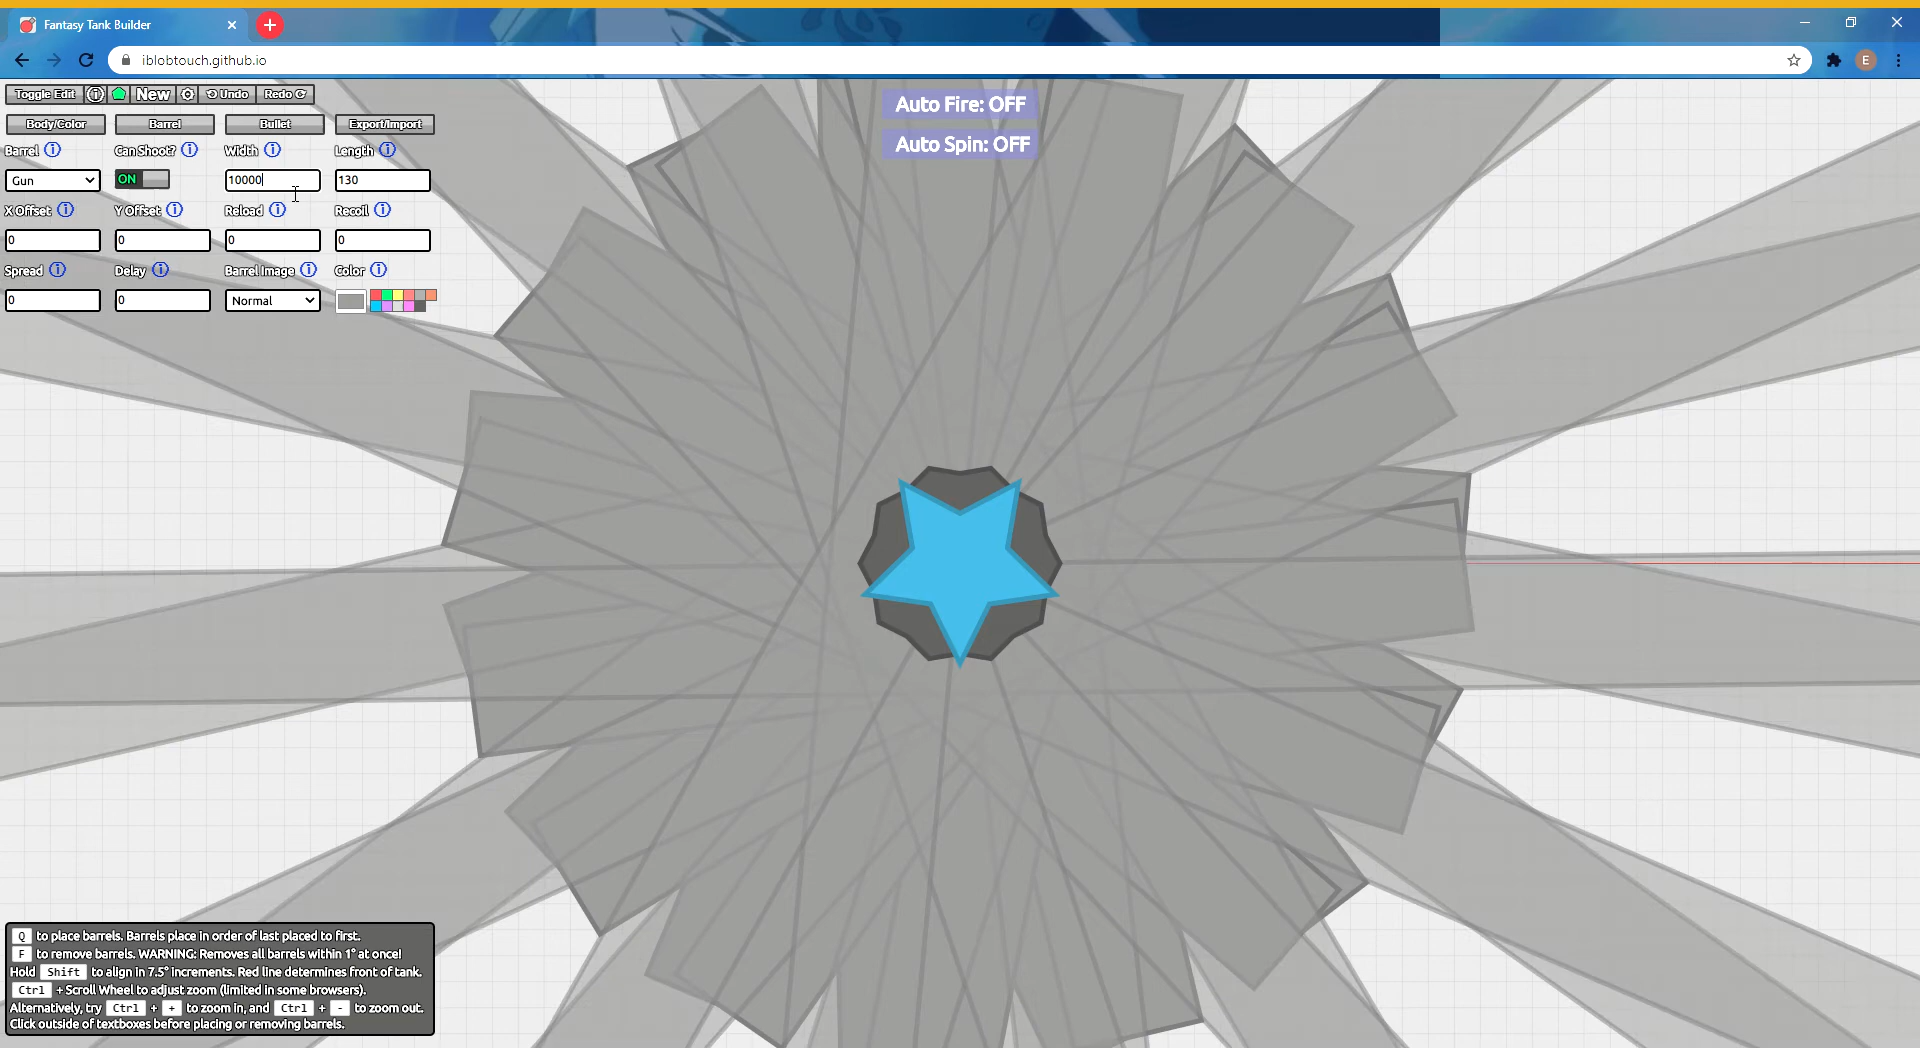 Fantasy Tank Builder
iblobtouch.github.io
E
Toggle Edit New Undo Redo
Body/Color Barrel Bullet Export/Import
Barrel Can Shoot? Width Length
Gun ON 10000 130
X Offset Y Offset Reload Recoil
0 0 0 0
Spread Delay Barrel Image Color
0 0 Normal
Auto Fire: OFF
Auto Spin: OFF
Q to place barrels. Barrels place in order of last placed to first.
F to remove barrels. WARNING: Removes all barrels within 1° at once!
Hold Shift to align in 7.5° increments. Red line determines front of tank.
Ctrl + Scroll Wheel to adjust zoom (limited in some browsers).
Alternatively, try Ctrl + + to zoom in, and Ctrl + - to zoom out.
Click outside of textboxes before placing or removing barrels.